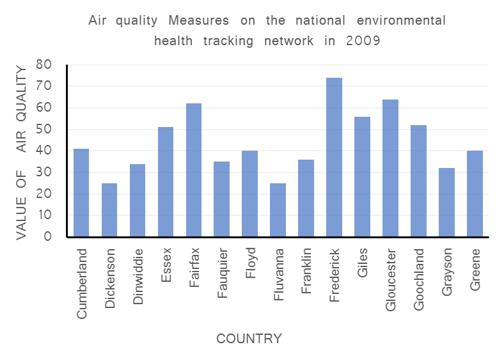 Air quality Measures on the national environmental
health tracking network in 2009
VALUE OF AIR QUALITY
80
70
60
50
40
30
20
10
0
Cumberland
Dickenson
Dinwiddie
Essex
Fairfax
Fauquier
Floyd
Fluvanna
Franklin
Frederick
Giles
Gloucester
Goochland
Grayson
Greene
COUNTRY